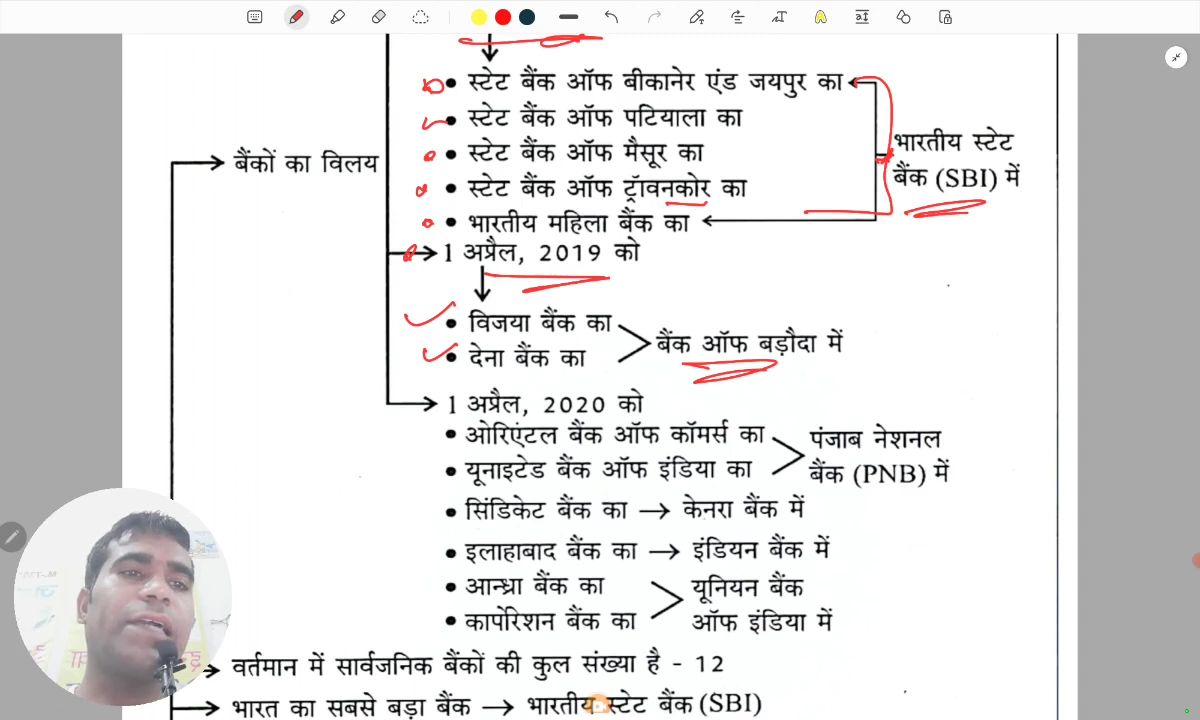 स्टेट बैंक ऑफ बीकानेर एंड जयपुर का
स्टेट बैंक ऑफ पटियाला का
स्टेट बैंक ऑफ मैसूर का
स्टेट बैंक ऑफ ट्रॅावनकोर का
भारतीय महिला बैंक का
भारतीय स्टेट
बैंक (SBI) में
बैंकों का विलय
1 अप्रैल, 2019 को
विजया बैंक का
देना बैंक का
बैंक ऑफ बड़ौदा में
1 अप्रैल, 2020 को
ओरिएंटल बैंक ऑफ कॉमर्स का
यूनाइटेड बैंक ऑफ इंडिया का
पंजाब नेशनल
बैंक (PNB) में
सिंडिकेट बैंक का → केनरा बैंक में
इलाहाबाद बैंक का → इंडियन बैंक में
आन्ध्रा बैंक का
कार्पोरेशन बैंक का
यूनियन बैंक
ऑफ इंडिया में
वर्तमान में सार्वजनिक बैंकों की कुल संख्या है - 12
भारत का सबसे बड़ा बैंक → भारतीय स्टेट बैंक (SBI)